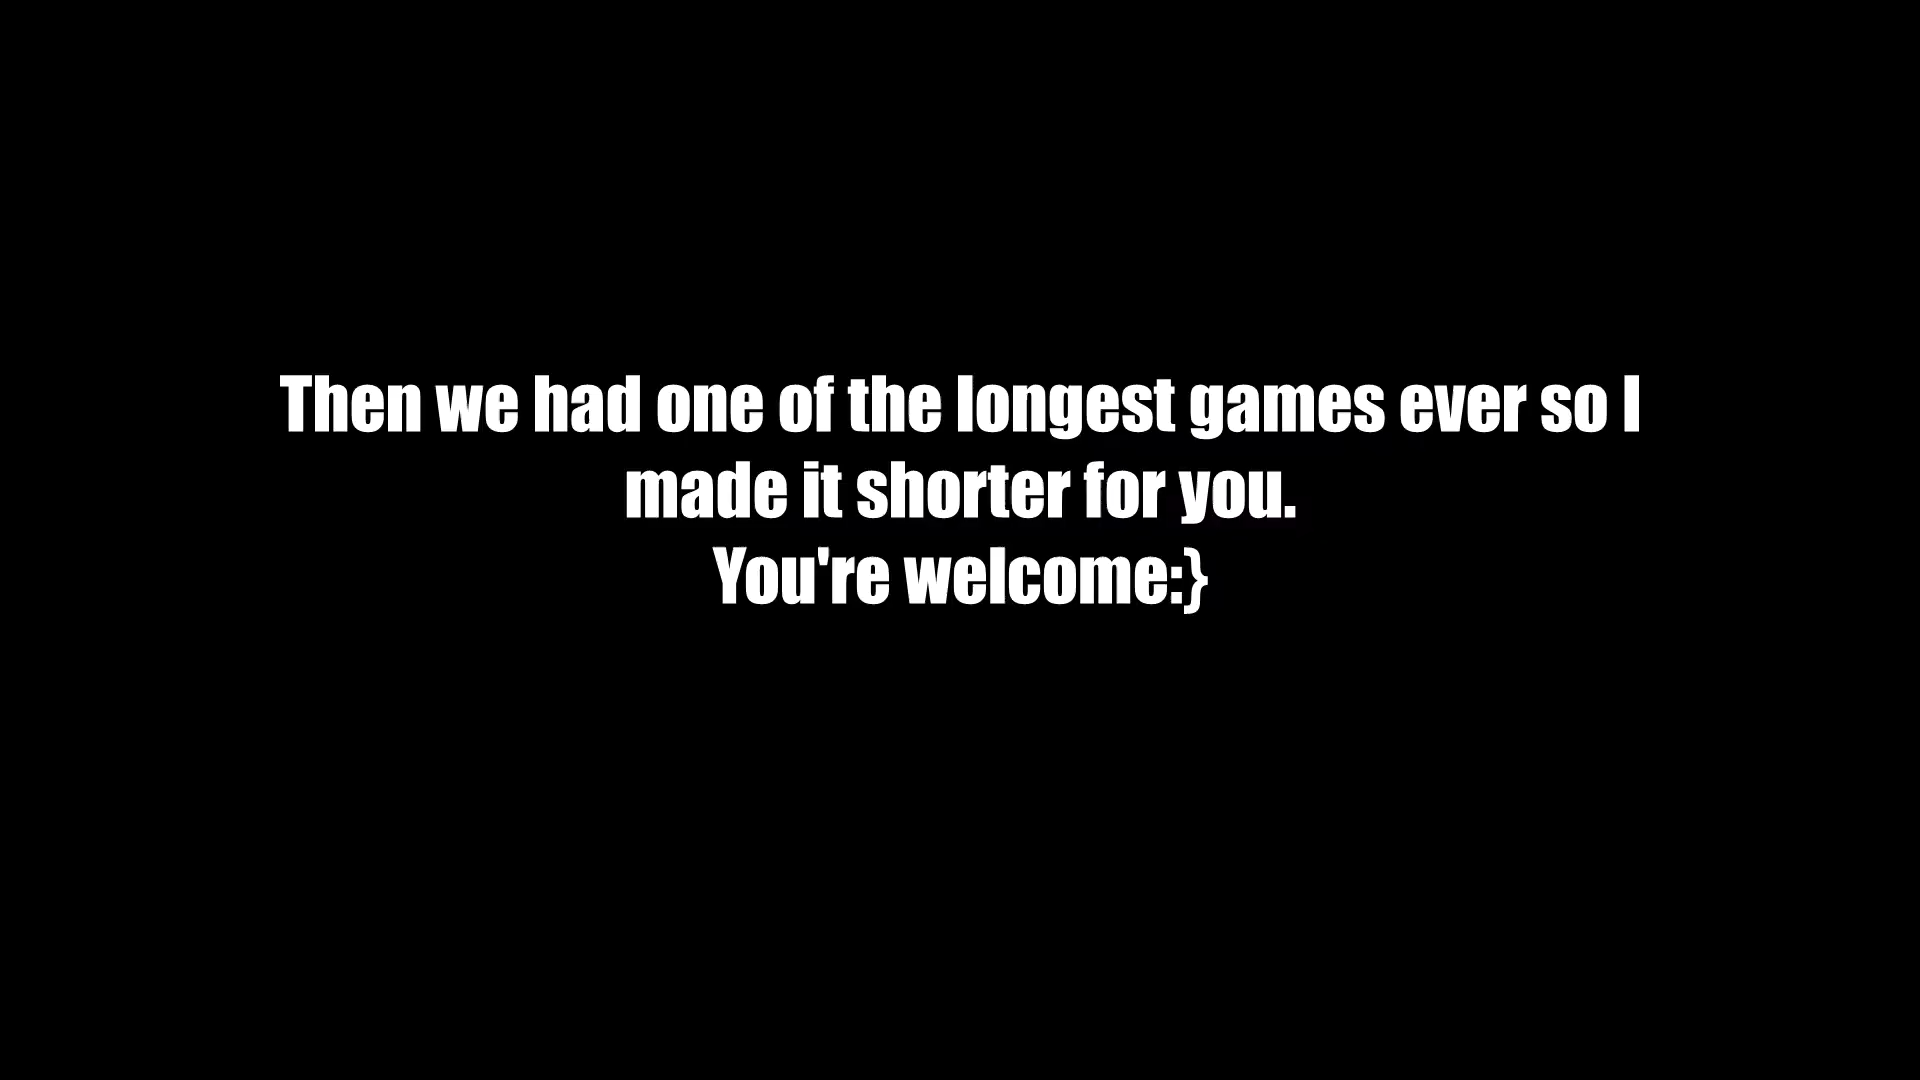 Then we had one of the longest games ever so I
made it shorter for you.
You're welcome:}